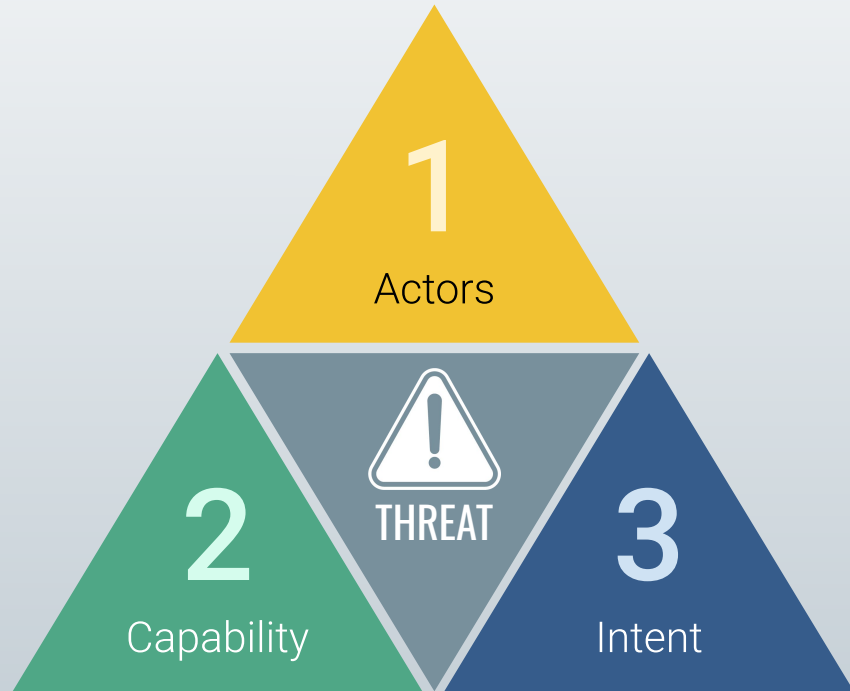 1
Actors
THREAT
2
Capability
3
Intent